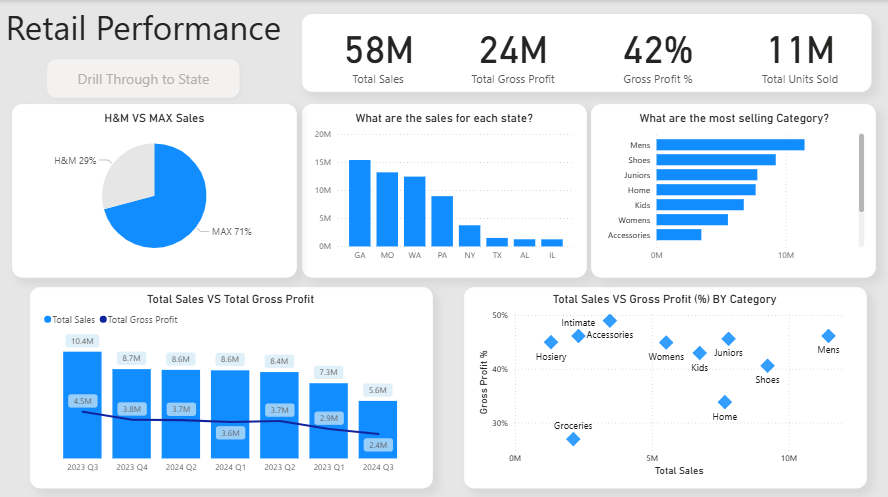 Retail Performance
Drill Through to State
58M
Total Sales
24M
Total Gross Profit
42%
Gross Profit %
11M
Total Units Sold
H&M VS MAX Sales
H&M 29%
MAX 71%
What are the sales for each state?
20M
15M
10M
5M
0M
GA MO WA PA NY TX AL IL
What are the most selling Category?
Mens
Shoes
Juniors
Home
Kids
Womens
Accessories
0M 10M
Total Sales VS Total Gross Profit
Total Sales Total Gross Profit
10.4M 8.7M 8.6M 8.6M 8.4M 7.3M 5.6M
4.5M 3.8M 3.7M 3.6M 3.7M 2.9M 2.4M
2023 Q3 2023 Q4 2024 Q2 2024 Q1 2023 Q2 2023 Q1 2024 Q3
Total Sales VS Gross Profit (%) BY Category
Gross Profit %
50%
40%
30%
Intimate
Accessories
Hosiery
Womens
Kids
Juniors
Mens
Shoes
Home
Groceries
0M 5M 10M
Total Sales